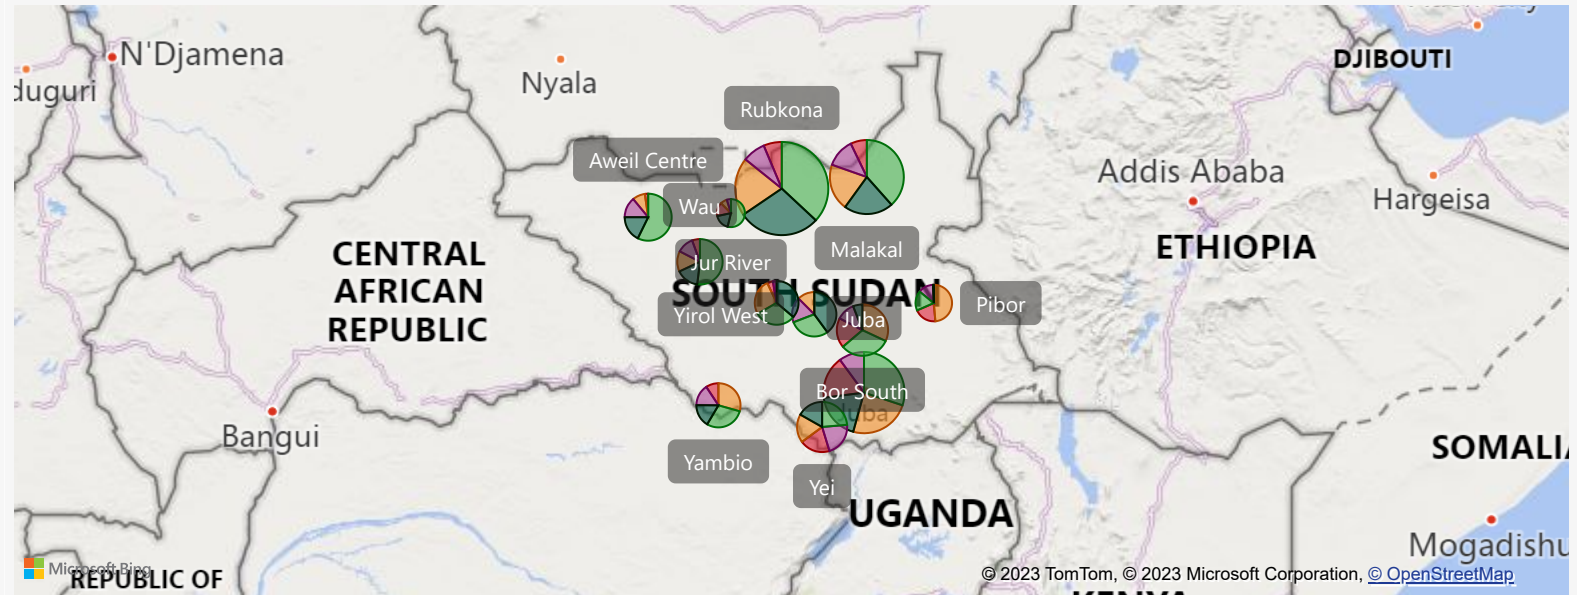 N'Djamena
duguri
Nyala
DJIBOUTI
Rubkona
Aweil Centre
Addis Ababa
Hargeisa
Wau
CENTRAL
AFRICAN
REPUBLIC
Malakal
ETHIOPIA
Jur River
SOUTH SUDAN
Pibor
Yirol West
Juba
Bor South
Juba
Bangui
Yambio
SOMALIA
Yei
UGANDA
Mogadishu
Microsoft Bing
REPUBLIC OF
© 2023 TomTom, © 2023 Microsoft Corporation, © OpenStreetMap
KENYA